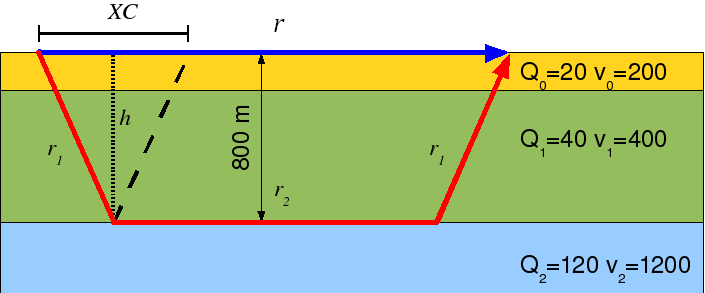 XC
r
Q₀=20 v₀=200
h
800 m
Q₁=40 v₁=400
r₁
r₁
r₂
Q₂=120 v₂=1200